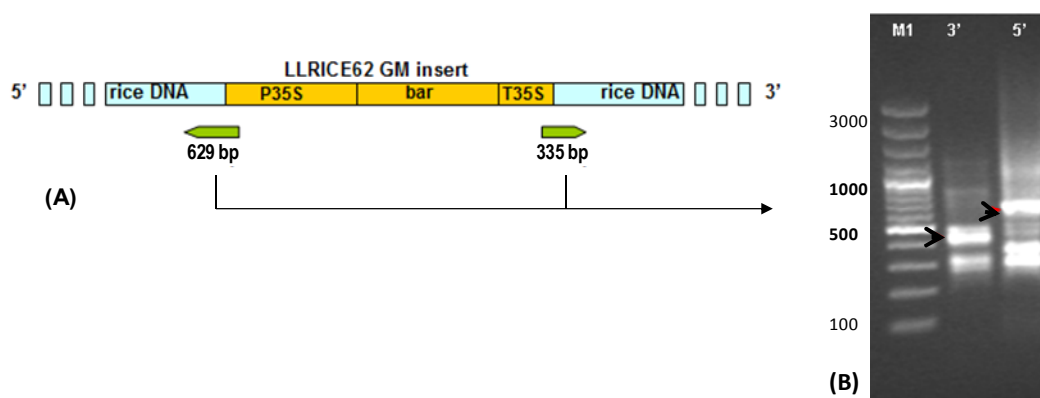 LLRICE62 GM insert
5’ rice DNA P35S bar T35S rice DNA 3’
629 bp 335 bp
(A)
M1 3’ 5’
3000
1000
500
100
(B)